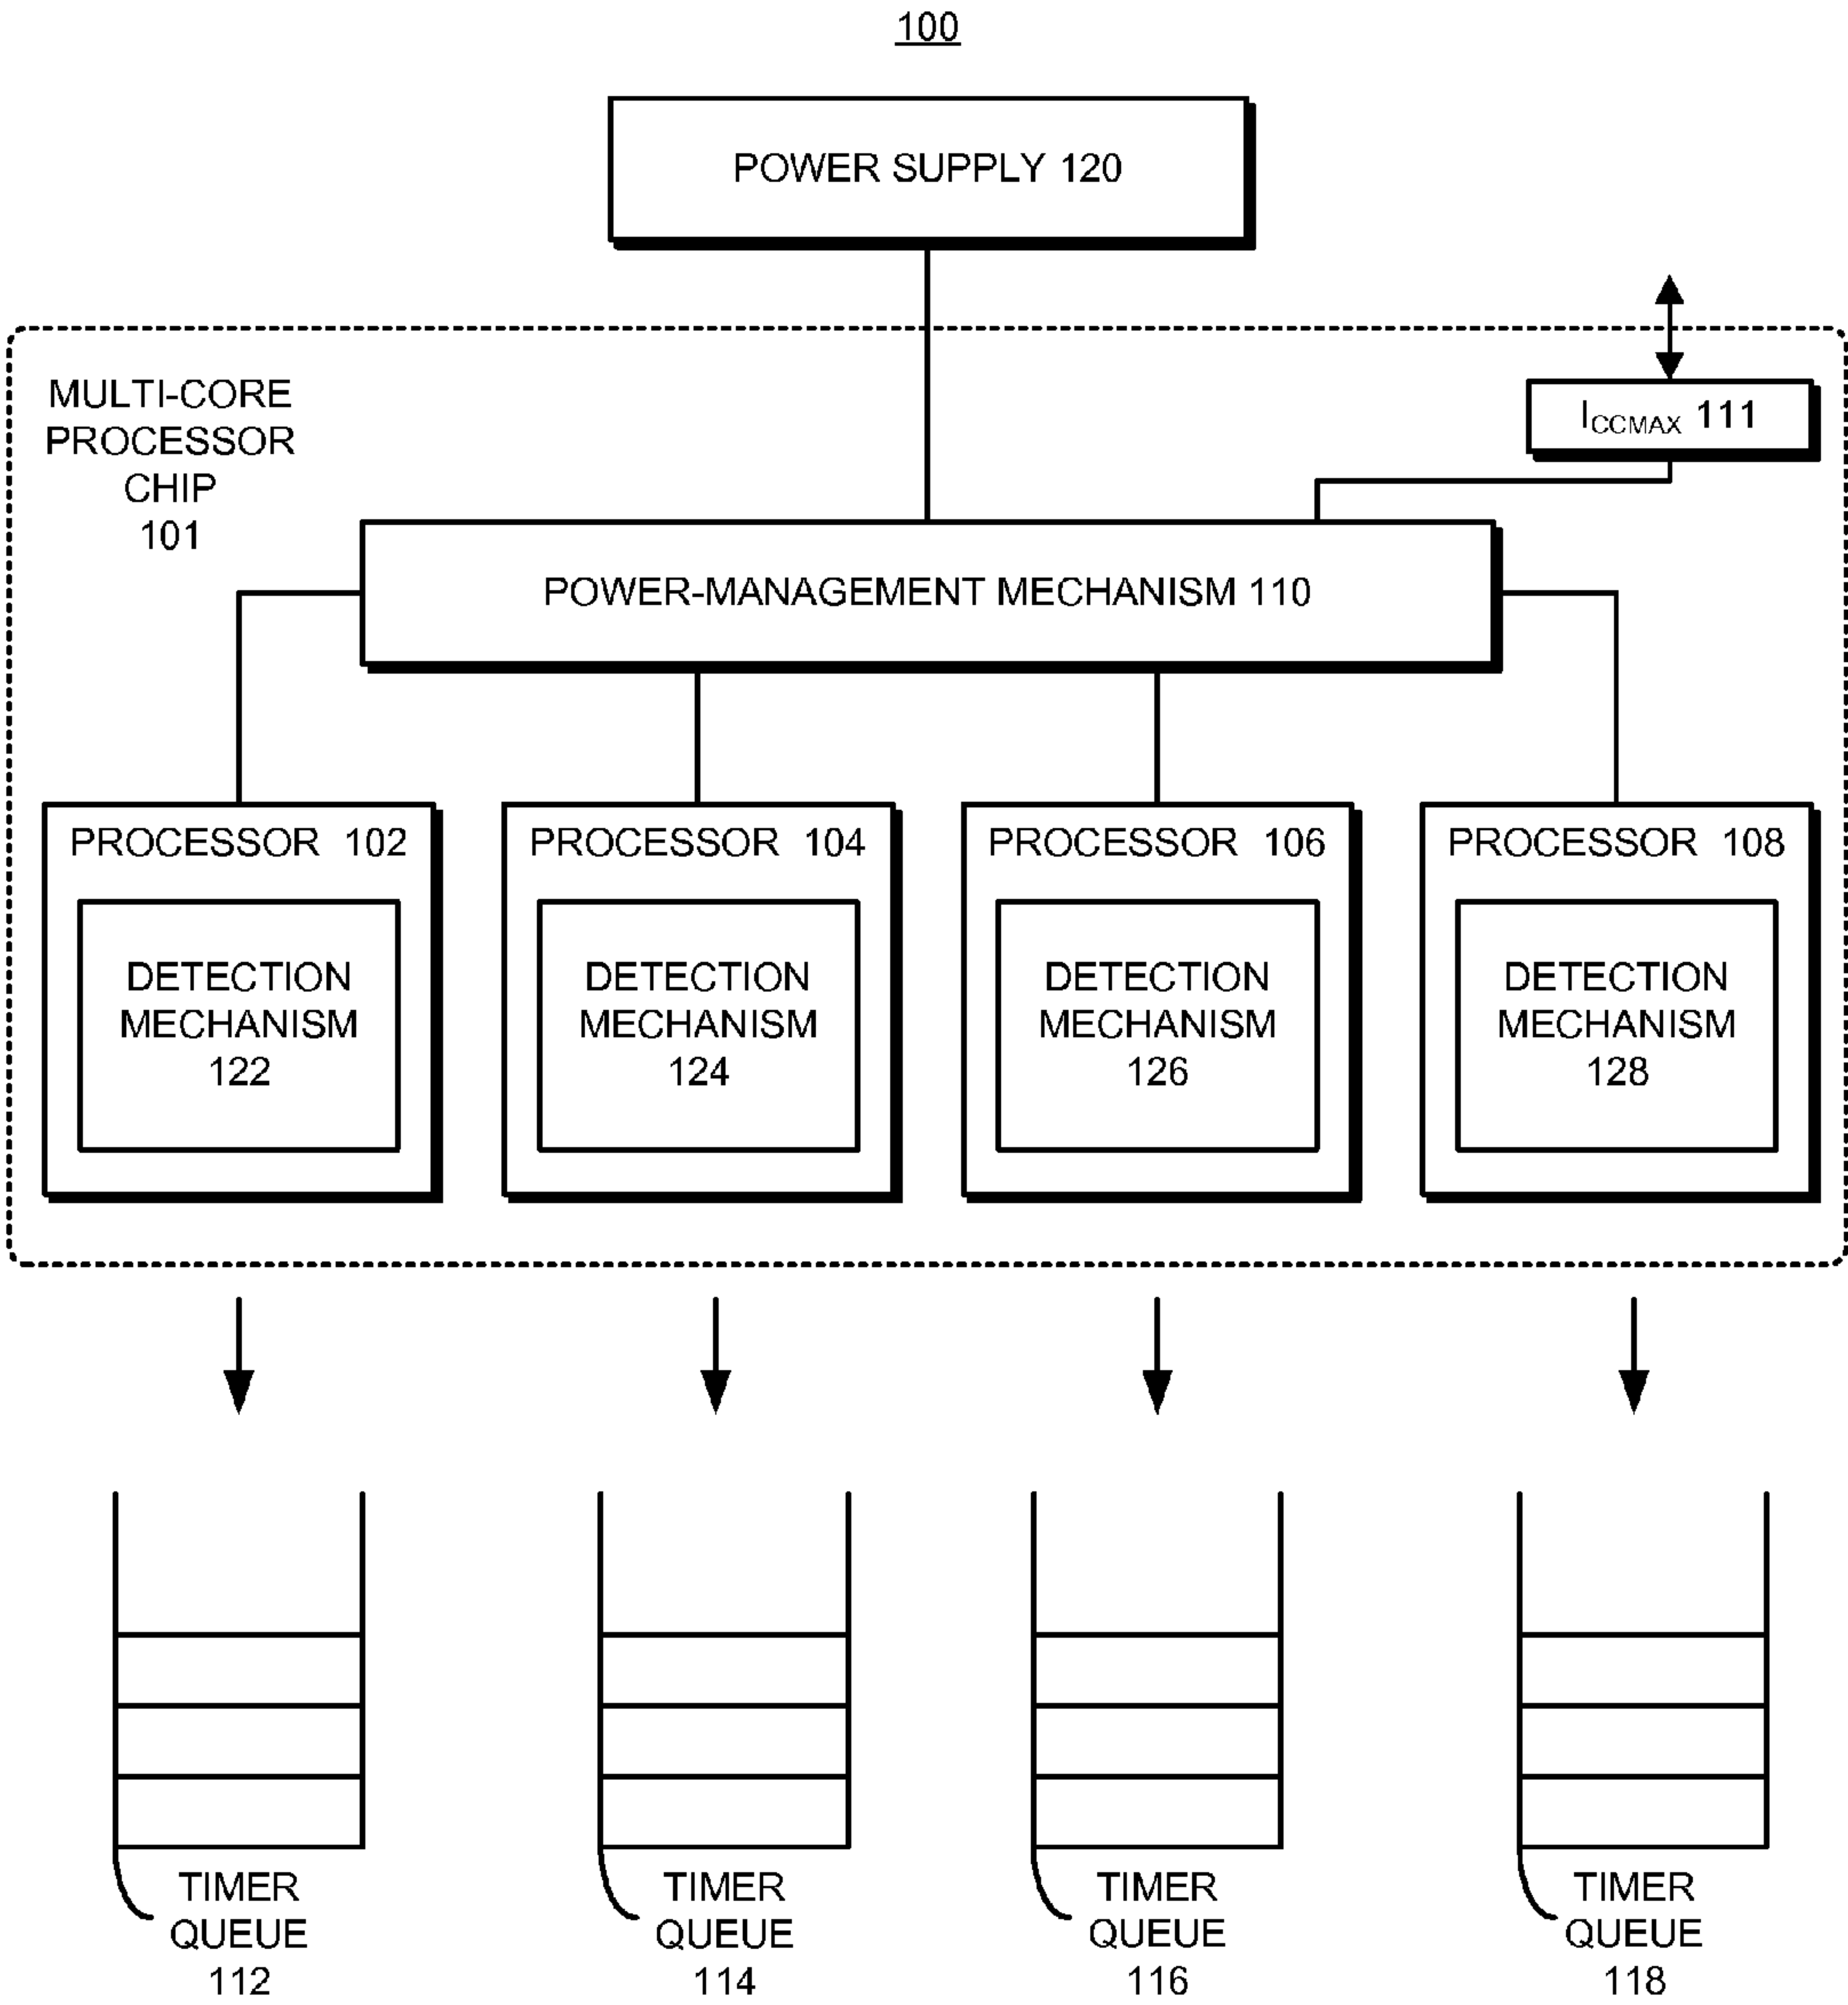 100
POWER SUPPLY 120
MULTI-CORE
PROCESSOR
CHIP
101
ICCMAX 111
POWER-MANAGEMENT MECHANISM 110
PROCESSOR 102
DETECTION
MECHANISM
122
PROCESSOR 104
DETECTION
MECHANISM
124
PROCESSOR 106
DETECTION
MECHANISM
126
PROCESSOR 108
DETECTION
MECHANISM
128
TIMER
QUEUE
112
TIMER
QUEUE
114
TIMER
QUEUE
116
TIMER
QUEUE
118